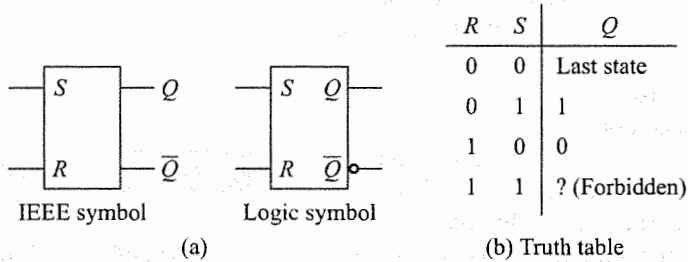 S Q
R Q̅
IEEE symbol
S Q
R Q̅
Logic symbol
(a)
R S Q
0 0 Last state
0 1 1
1 0 0
1 1 ? (Forbidden)
(b) Truth table